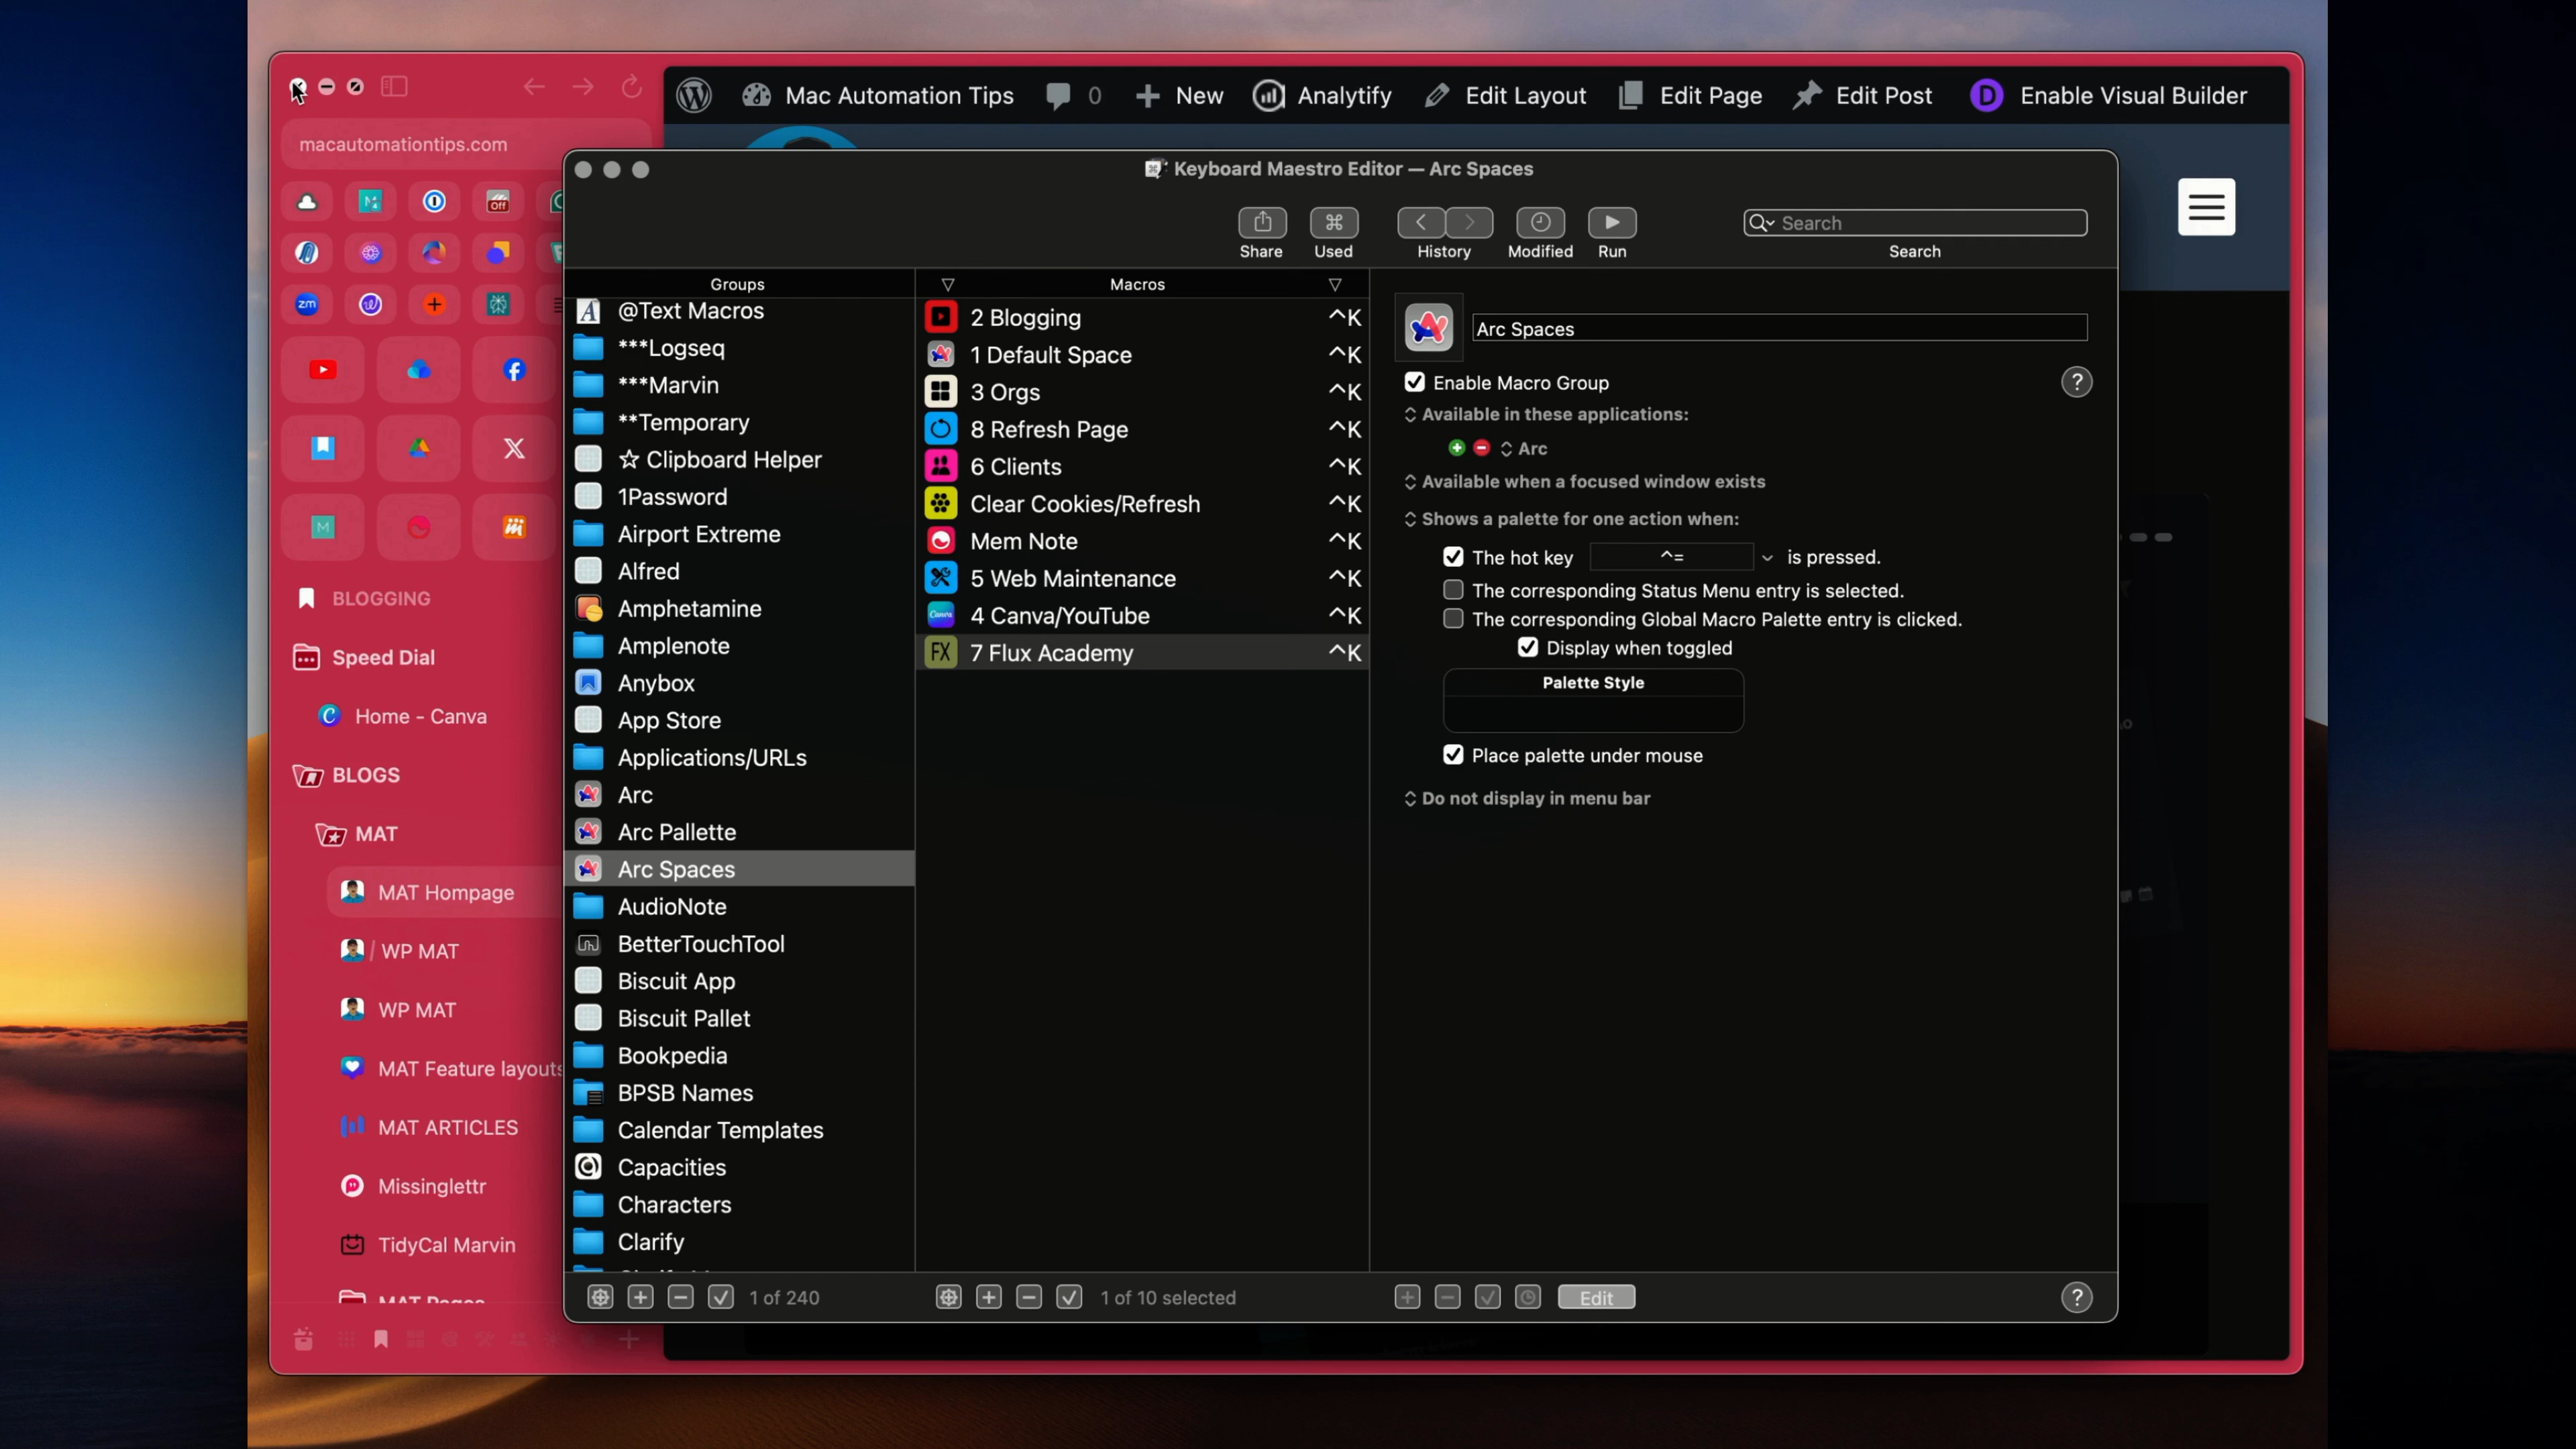 Mac Automation Tips
0
New
Analytify
Edit Layout
Edit Page
Edit Post
D
Enable Visual Builder
macautomationtips.com
Off
zm
M
BLOGGING
Speed Dial
Home - Canva
BLOGS
MAT
MAT Hompage
/ WP MAT
WP MAT
MAT Feature layouts
MAT ARTICLES
Missinglettr
TidyCal Marvin
MAT Pages
Keyboard Maestro Editor — Arc Spaces
Share
Used
History
Modified
Run
Search
Search
Groups
@Text Macros
***Logseq
***Marvin
**Temporary
☆ Clipboard Helper
1Password
Airport Extreme
Alfred
Amphetamine
Amplenote
Anybox
App Store
Applications/URLs
Arc
Arc Pallette
Arc Spaces
AudioNote
BetterTouchTool
Biscuit App
Biscuit Pallet
Bookpedia
BPSB Names
Calendar Templates
Capacities
Characters
Clarify
1 of 240
Macros
2 Blogging ^K
1 Default Space ^K
3 Orgs ^K
8 Refresh Page ^K
6 Clients ^K
Clear Cookies/Refresh ^K
Mem Note ^K
5 Web Maintenance ^K
Canva 4 Canva/YouTube ^K
FX 7 Flux Academy ^K
1 of 10 selected
Arc Spaces
Enable Macro Group
?
Available in these applications:
Arc
Available when a focused window exists
Shows a palette for one action when:
The hot key ^= is pressed.
The corresponding Status Menu entry is selected.
The corresponding Global Macro Palette entry is clicked.
Display when toggled
Palette Style
Place palette under mouse
Do not display in menu bar
Edit
?